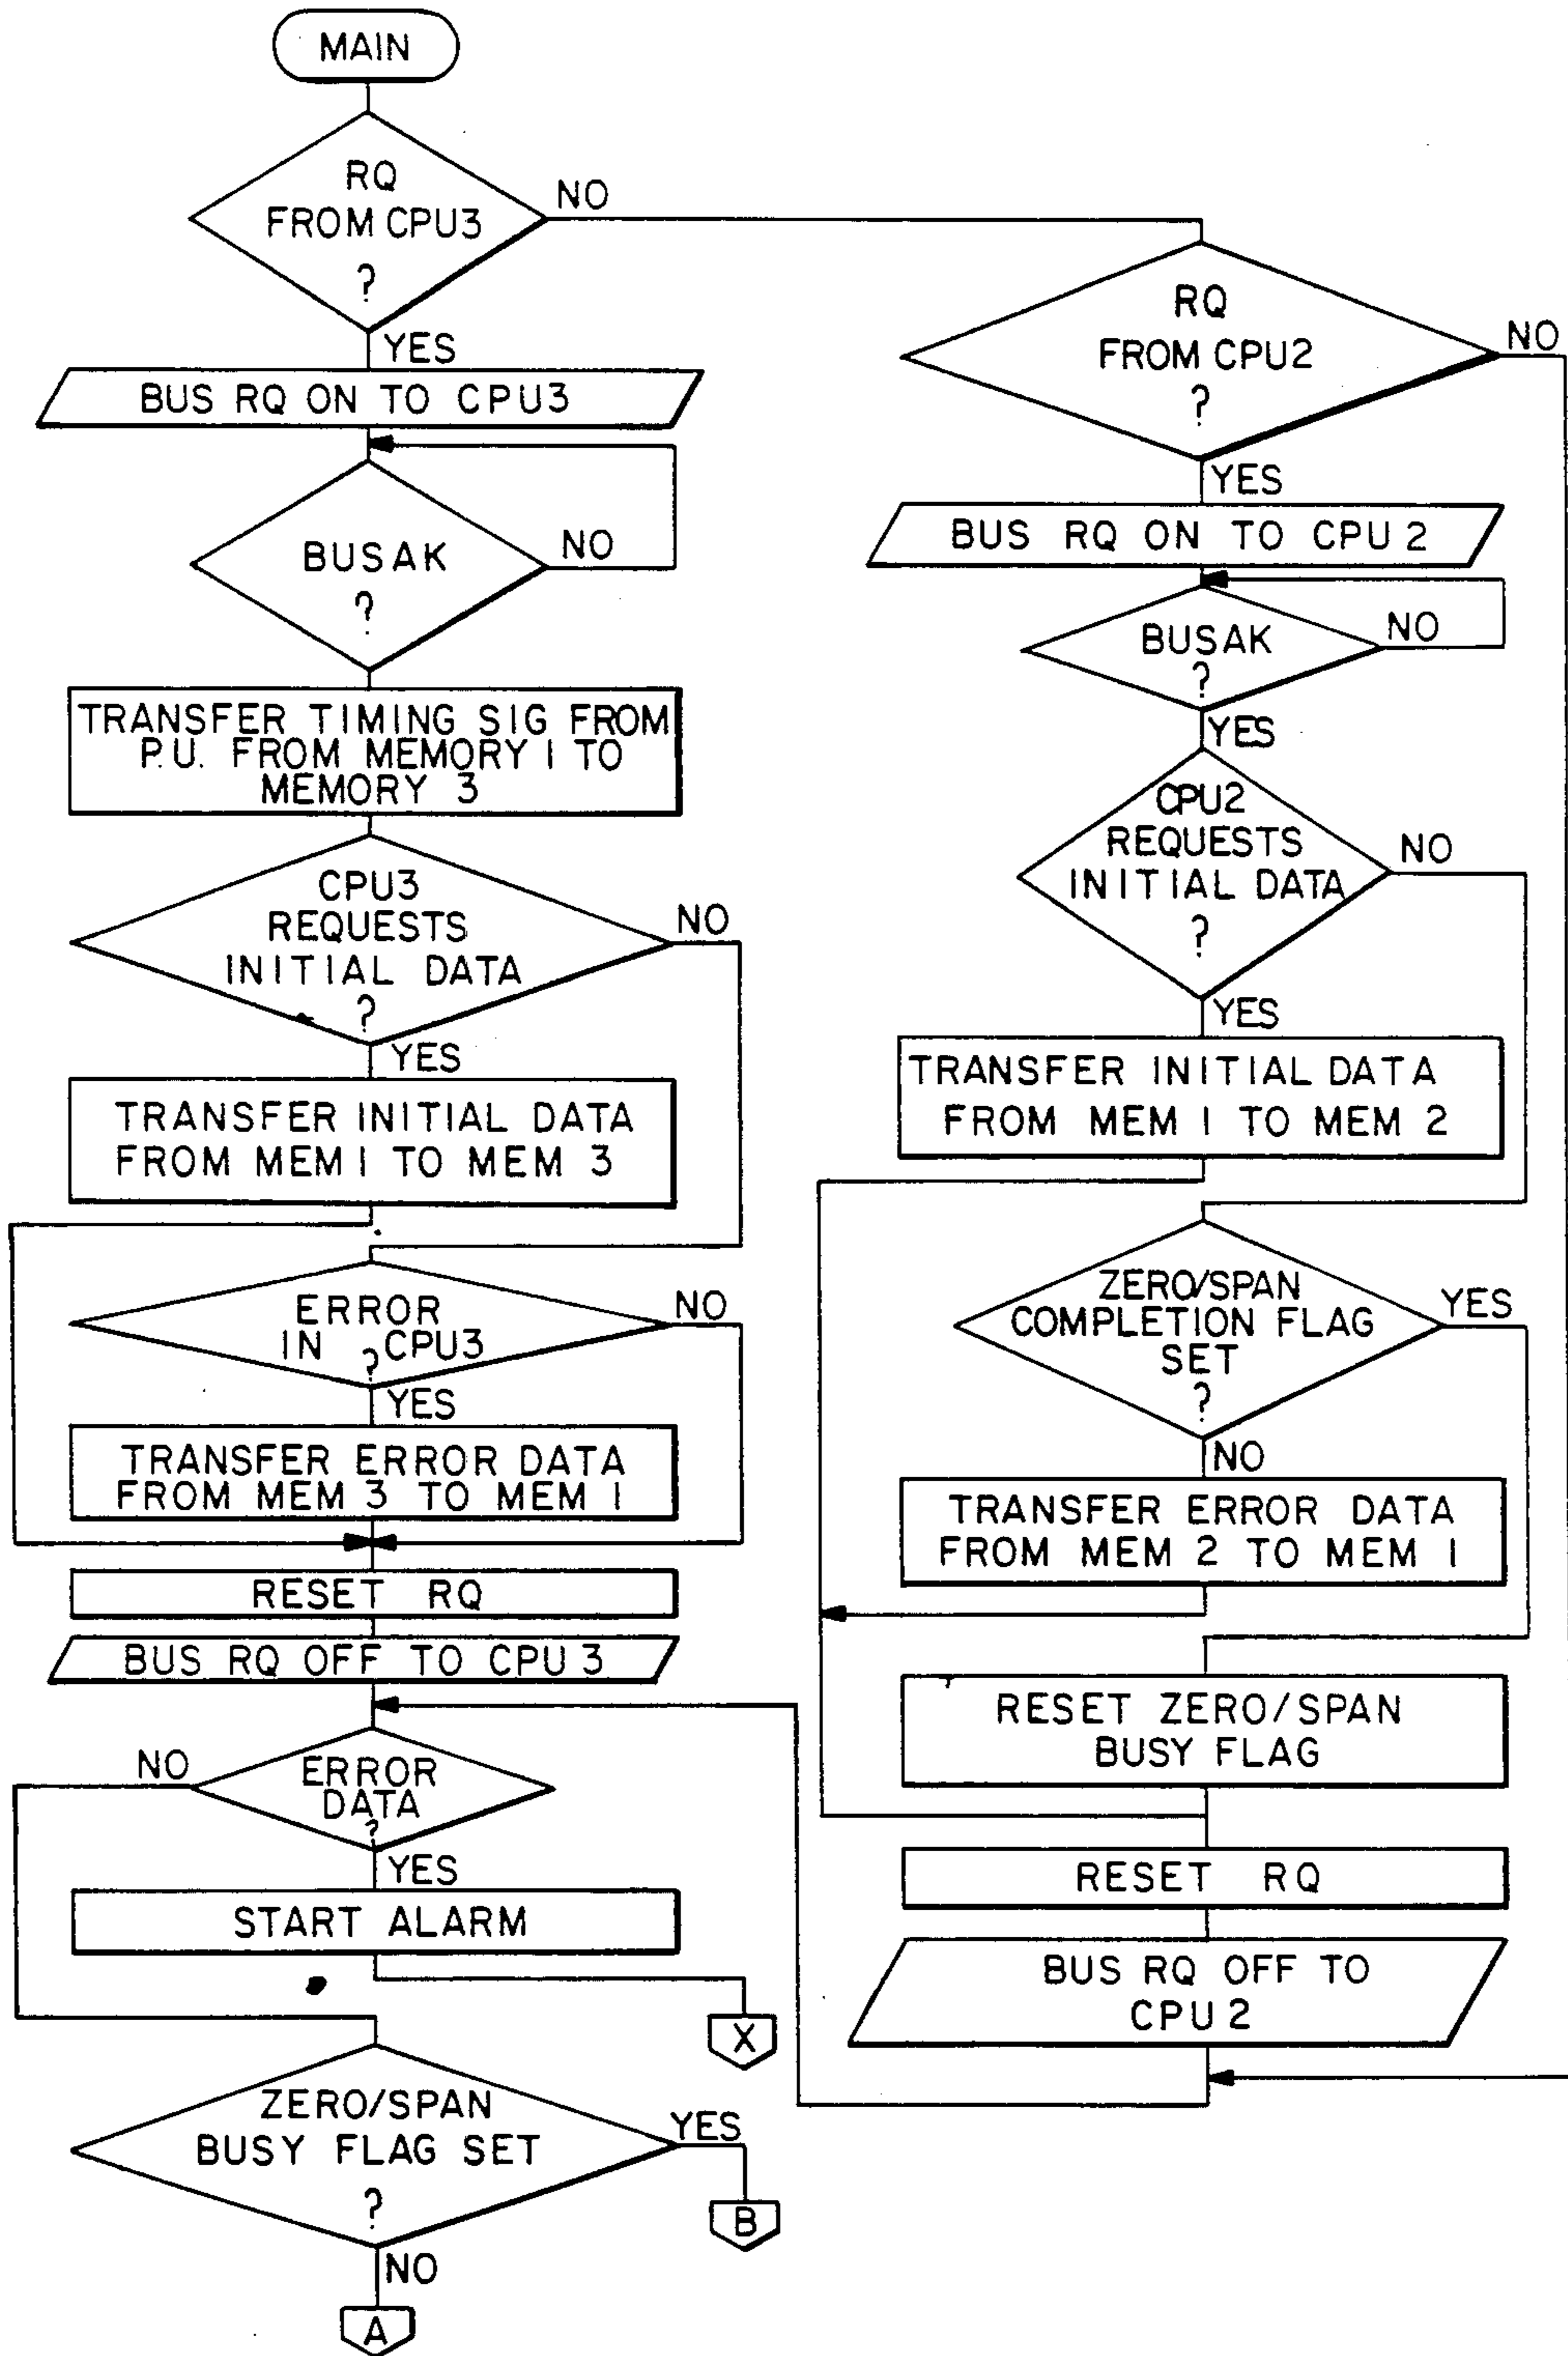 MAIN
RQ
FROM CPU3
?
NO
YES
BUS RQ ON TO CPU3
BUSAK
?
NO
TRANSFER TIMING SIG FROM
P.U. FROM MEMORY 1 TO
MEMORY 3
CPU3
REQUESTS
INITIAL DATA
?
NO
YES
TRANSFER INITIAL DATA
FROM MEM 1 TO MEM 3
ERROR
IN CPU3
?
NO
YES
TRANSFER ERROR DATA
FROM MEM 3 TO MEM 1
RESET RQ
BUS RQ OFF TO CPU 3
NO
ERROR
DATA
?
YES
START ALARM
X
ZERO/SPAN
BUSY FLAG SET
?
YES
B
NO
A
RQ
FROM CPU2
?
NO
YES
BUS RQ ON TO CPU 2
BUSAK
?
NO
YES
CPU2
REQUESTS
INITIAL DATA
?
NO
YES
TRANSFER INITIAL DATA
FROM MEM 1 TO MEM 2
ZERO/SPAN
COMPLETION FLAG
SET
?
YES
NO
TRANSFER ERROR DATA
FROM MEM 2 TO MEM 1
RESET ZERO/SPAN
BUSY FLAG
RESET RQ
BUS RQ OFF TO
CPU 2